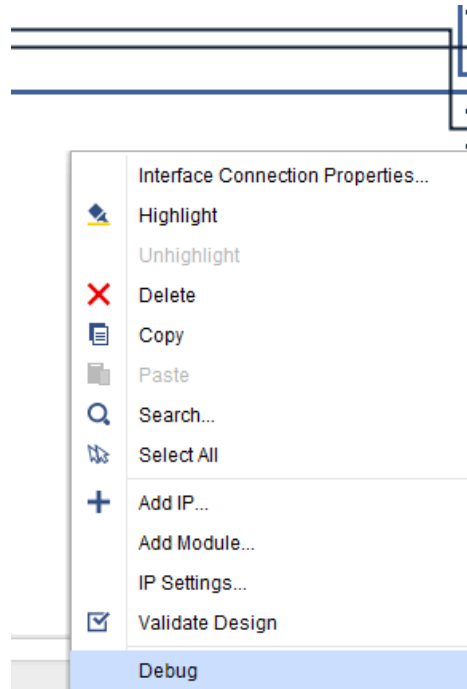 Interface Connection Properties...
Highlight
Unhighlight
Delete
Copy
Paste
Search...
Select All
Add IP...
Add Module...
IP Settings...
Validate Design
Debug